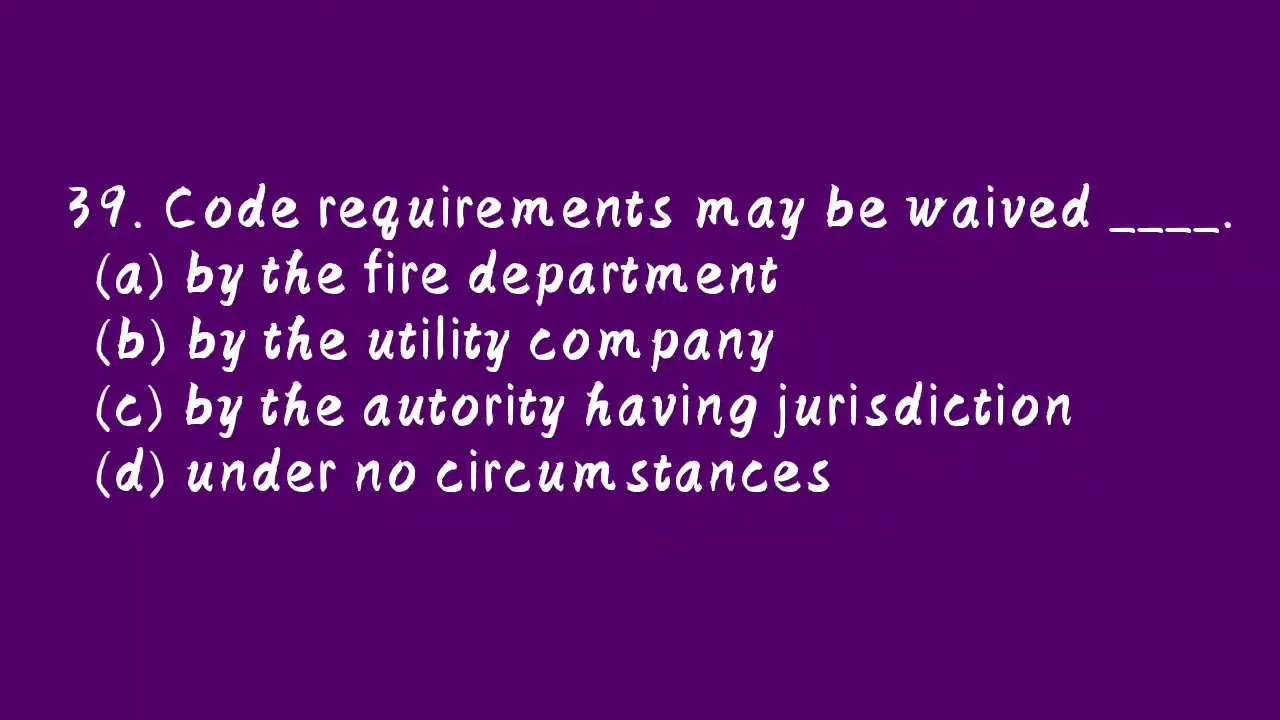 39. Code requirements may be waived ____.
(a) by the fire department
(b) by the utility company
(c) by the autority having jurisdiction
(d) under no circumstances